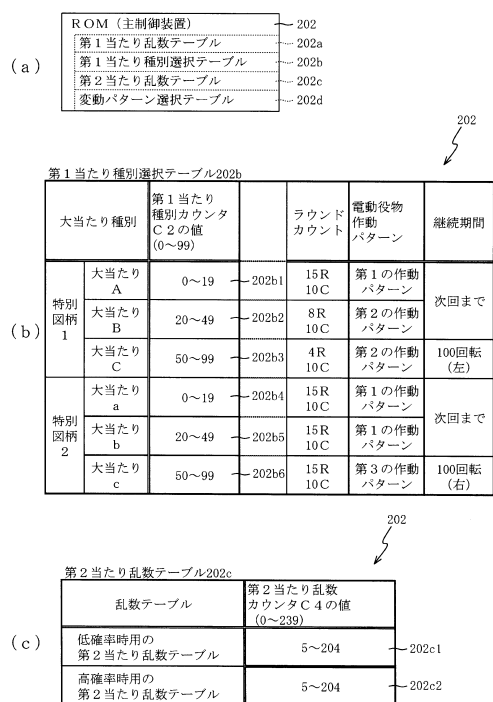 (a)
ROM(主制御装置)
202
第1当たり乱数テーブル
202a
第1当たり種別選択テーブル
202b
第2当たり乱数テーブル
202c
変動パターン選択テーブル
202d
202
(b)
第1当たり種別選択テーブル202b
大当たり種別
第1当たり
種別カウンタ
C2の値
(0~99)
ラウンド
カウント
電動役物
作動
パターン
継続期間
特別
図柄
1
大当たり
A
0~19
202b1
15R
10C
第1の作動
パターン
次回まで
大当たり
B
20~49
202b2
8R
10C
第2の作動
パターン
大当たり
C
50~99
202b3
4R
10C
第2の作動
パターン
100回転
(左)
特別
図柄
2
大当たり
a
0~19
202b4
15R
10C
第1の作動
パターン
次回まで
大当たり
b
20~49
202b5
15R
10C
第1の作動
パターン
大当たり
c
50~99
202b6
15R
10C
第3の作動
パターン
100回転
(右)
202
(c)
第2当たり乱数テーブル202c
乱数テーブル
第2当たり乱数
カウンタC4の値
(0~239)
低確率時用の
第2当たり乱数テーブル
5~204
202c1
高確率時用の
第2当たり乱数テーブル
5~204
202c2